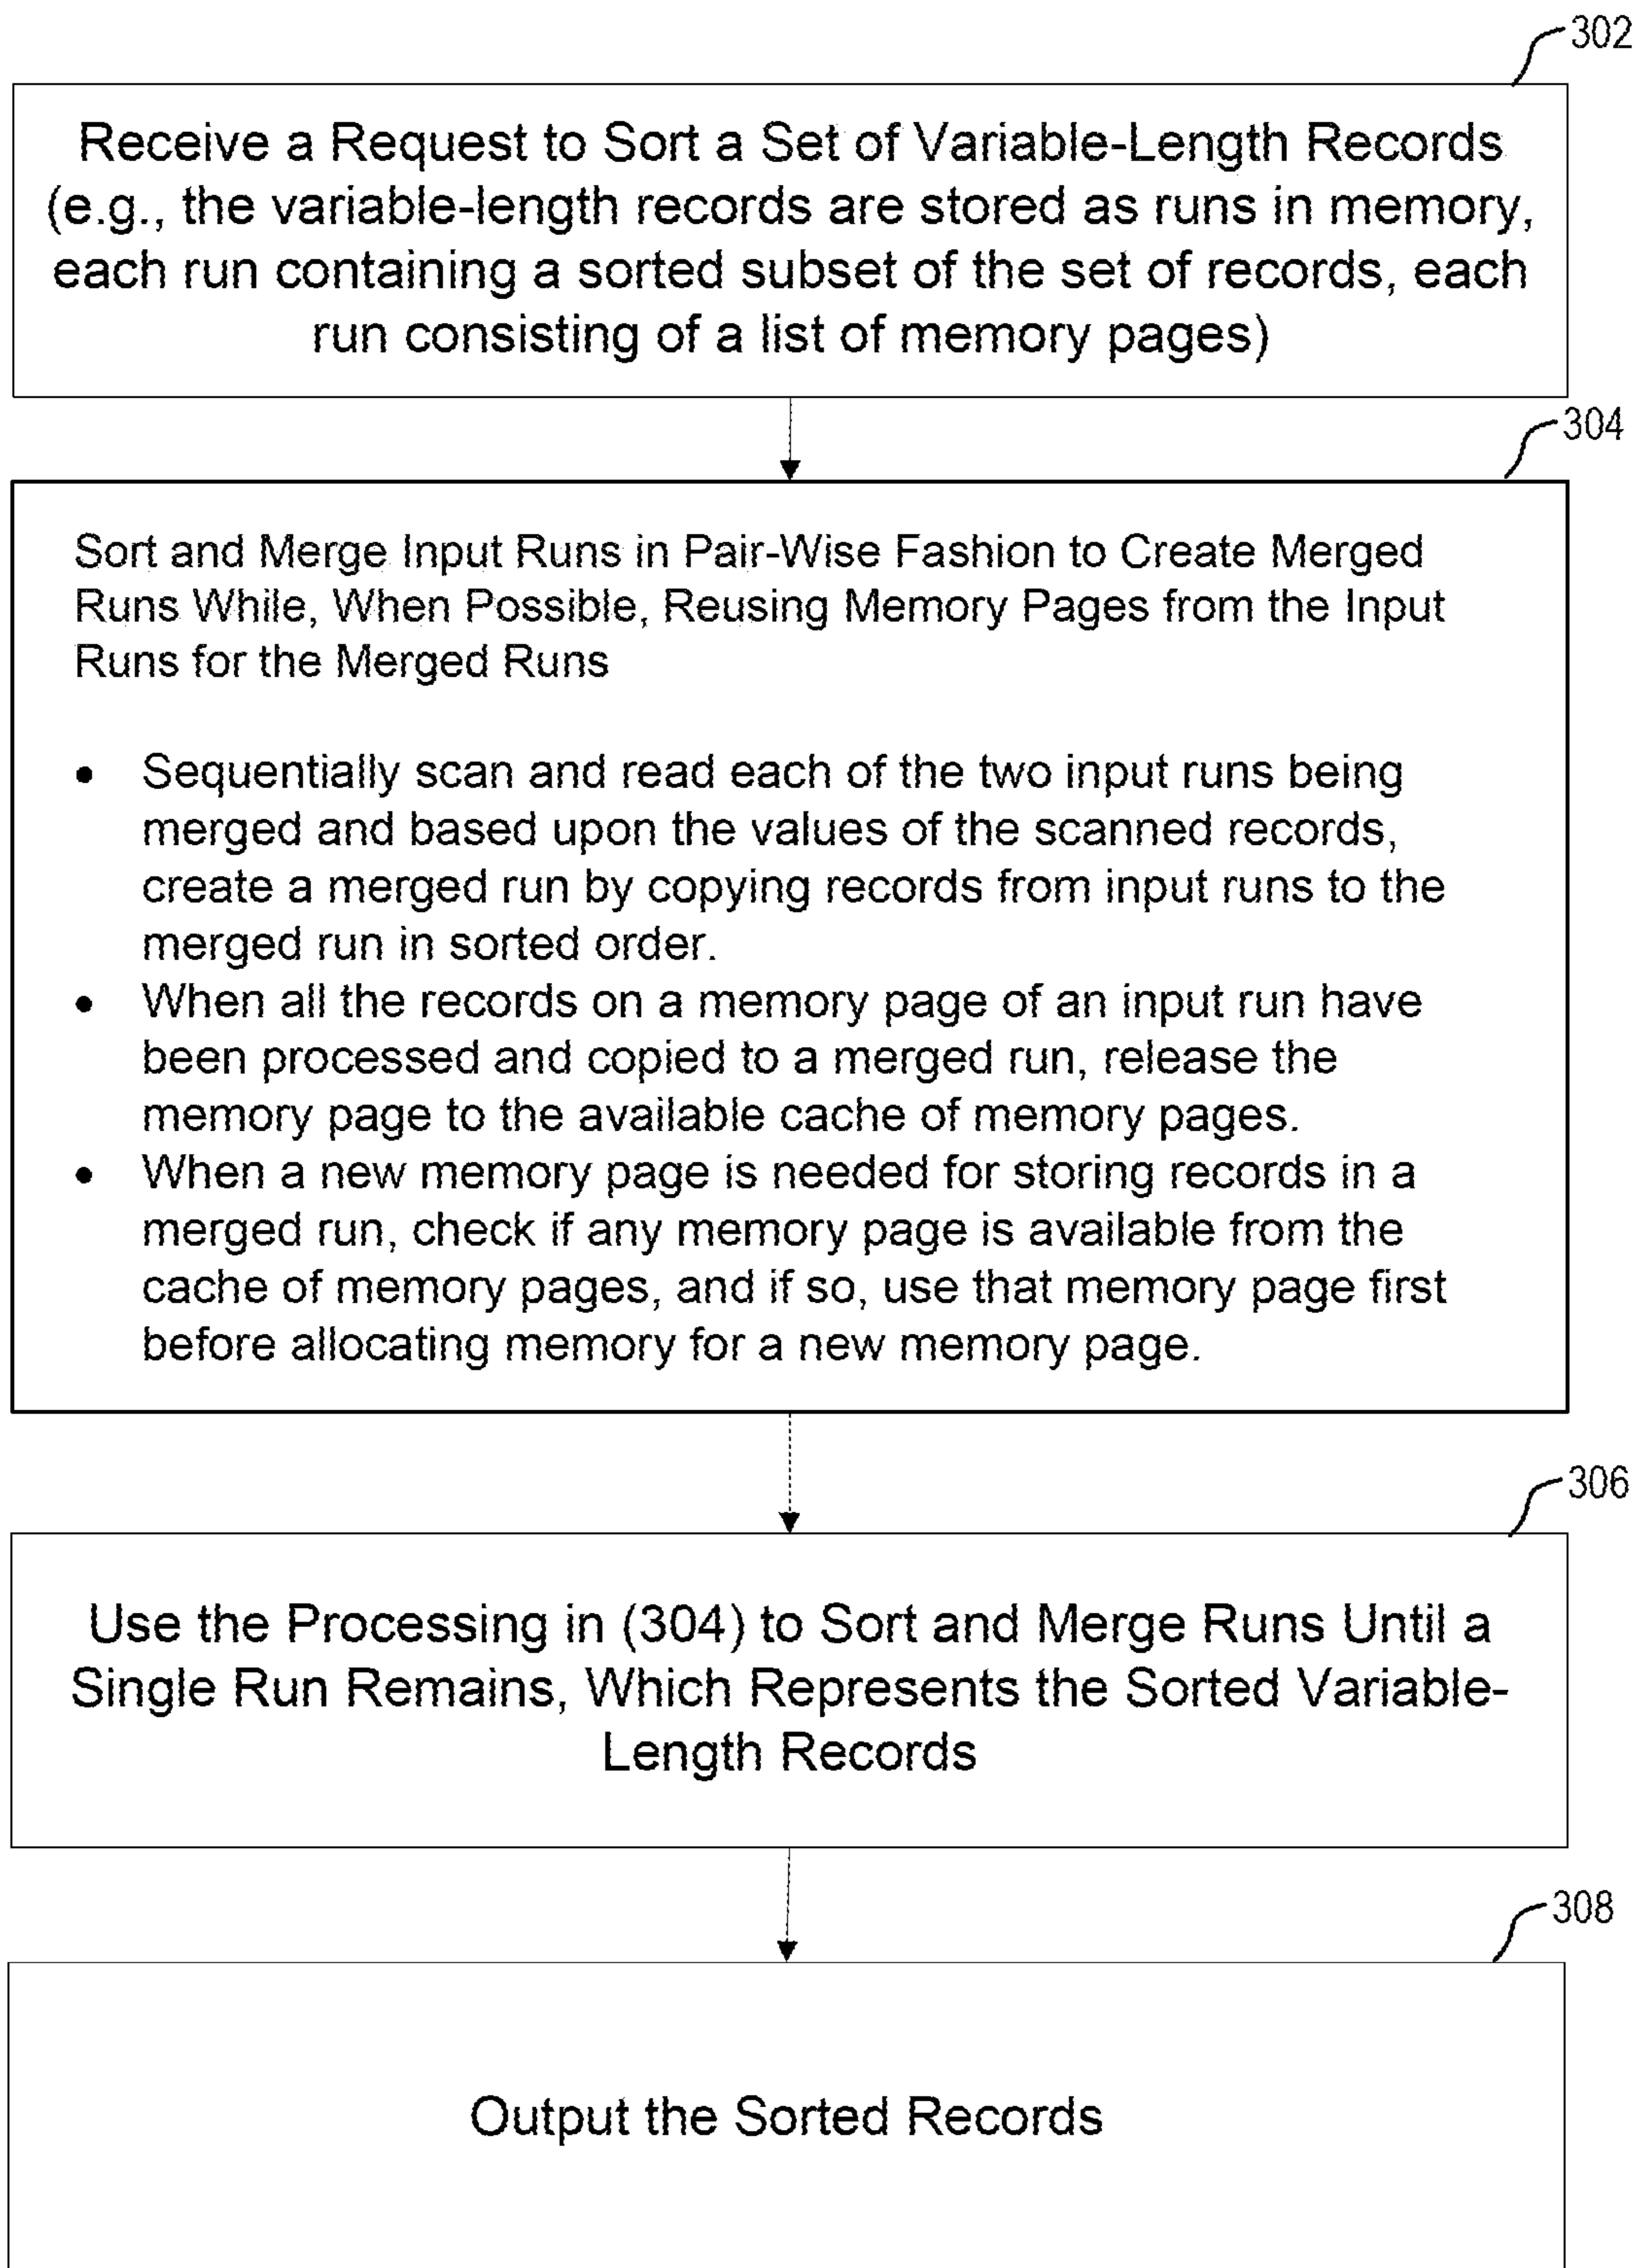 302
Receive a Request to Sort a Set of Variable-Length Records
(e.g., the variable-length records are stored as runs in memory,
each run containing a sorted subset of the set of records, each
run consisting of a list of memory pages)
304
Sort and Merge Input Runs in Pair-Wise Fashion to Create Merged
Runs While, When Possible, Reusing Memory Pages from the Input
Runs for the Merged Runs
• Sequentially scan and read each of the two input runs being
merged and based upon the values of the scanned records,
create a merged run by copying records from input runs to the
merged run in sorted order.
• When all the records on a memory page of an input run have
been processed and copied to a merged run, release the
memory page to the available cache of memory pages.
• When a new memory page is needed for storing records in a
merged run, check if any memory page is available from the
cache of memory pages, and if so, use that memory page first
before allocating memory for a new memory page.
306
Use the Processing in (304) to Sort and Merge Runs Until a
Single Run Remains, Which Represents the Sorted Variable-
Length Records
308
Output the Sorted Records